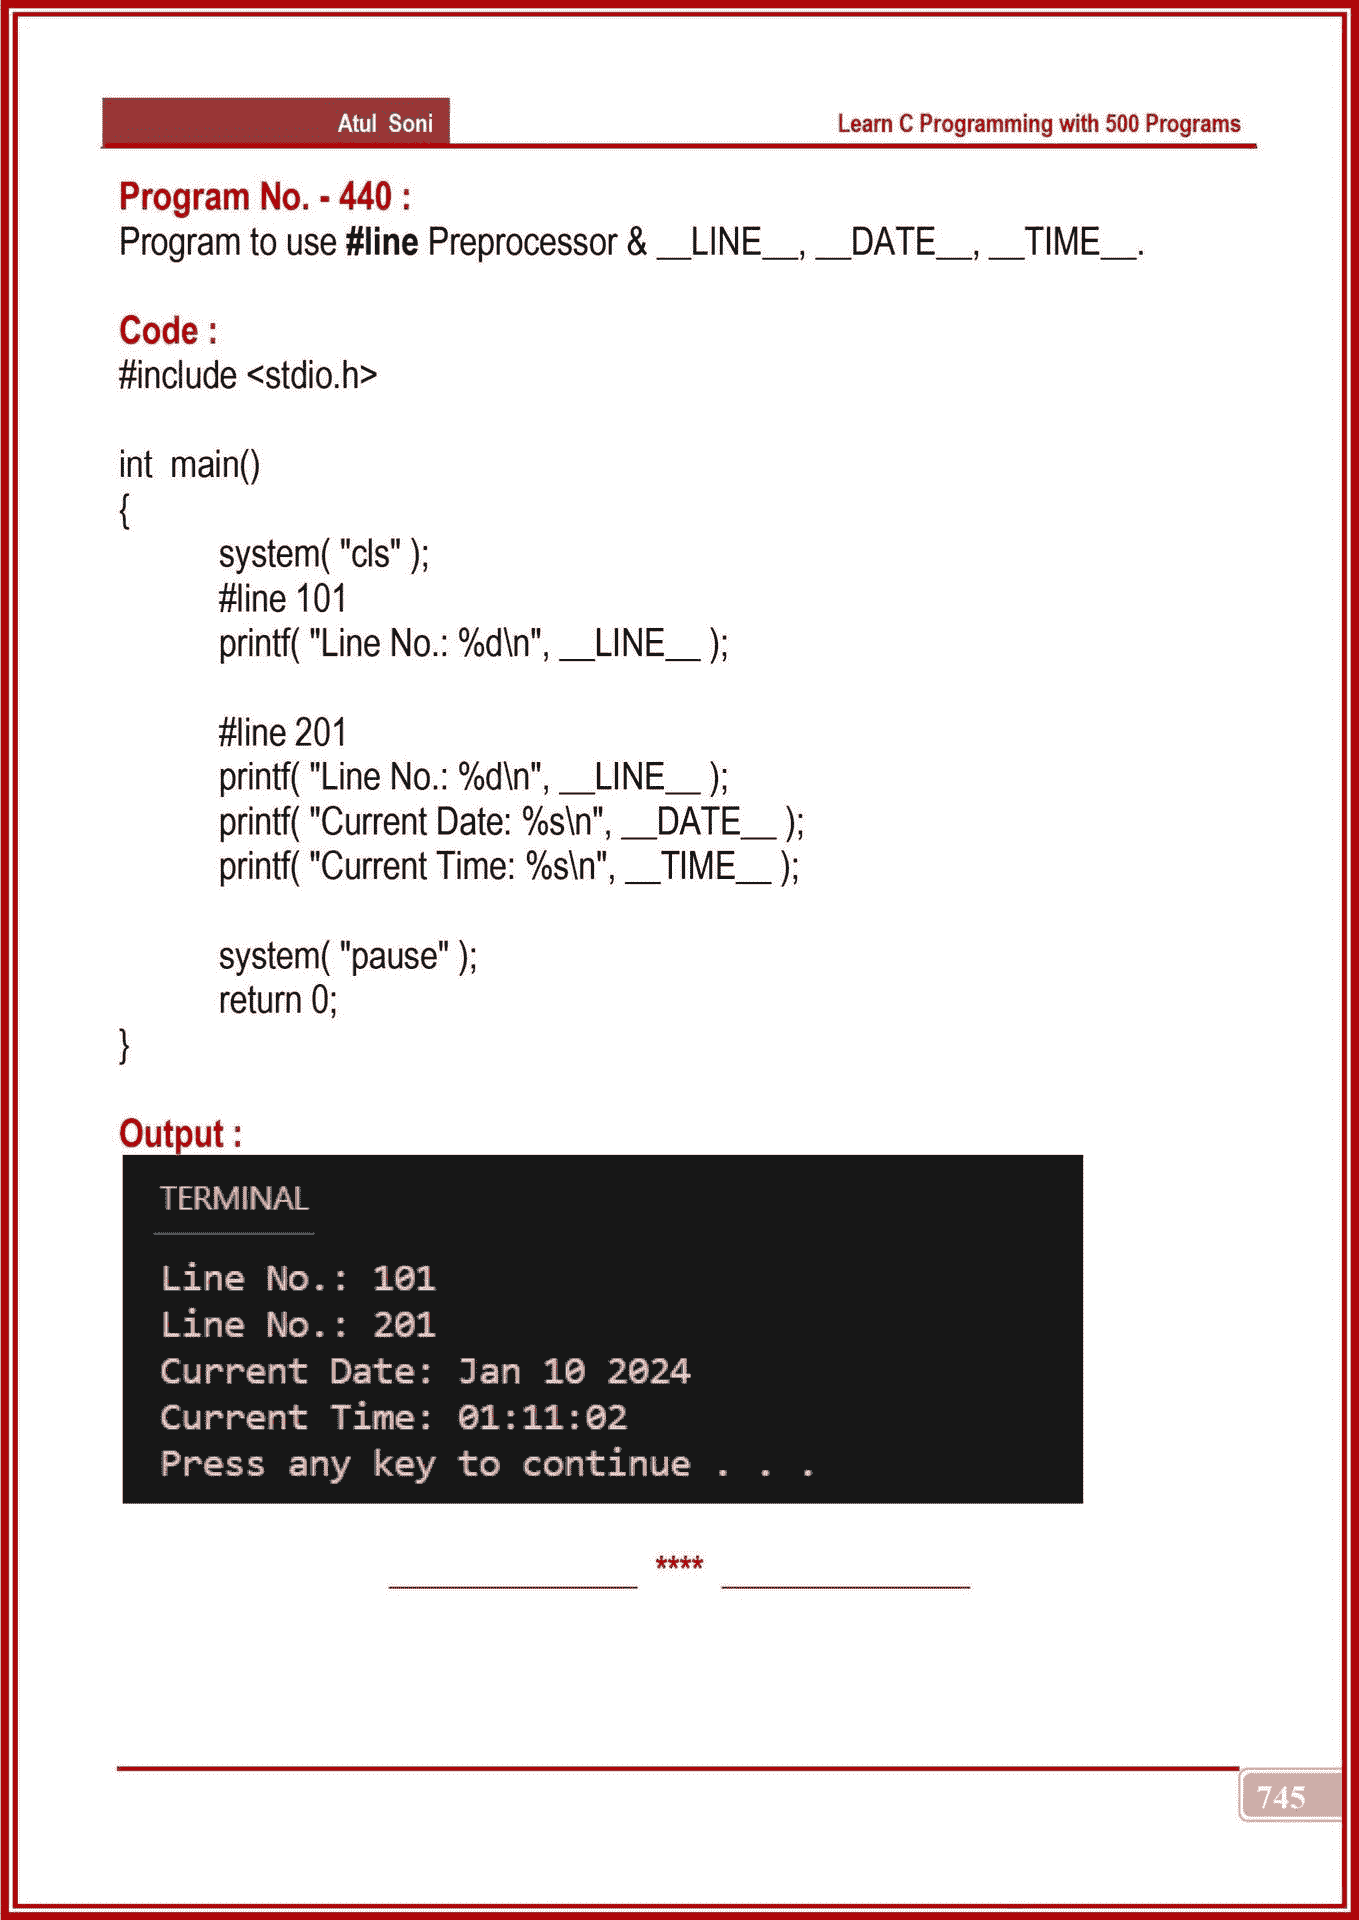 Atul  Soni
Learn C Programming with 500 Programs
Program No. - 440 :
Program to use #line Preprocessor & __LINE__, __DATE__, __TIME__.
Code :
#include <stdio.h>
int  main()
{
system( "cls" );
#line 101
printf( "Line No.: %d\n", __LINE__ );
#line 201
printf( "Line No.: %d\n", __LINE__ );
printf( "Current Date: %s\n", __DATE__ );
printf( "Current Time: %s\n", __TIME__ );
system( "pause" );
return 0;
}
Output :
TERMINAL
Line No.: 101
Line No.: 201
Current Date: Jan 10 2024
Current Time: 01:11:02
Press any key to continue . . .
____________ **** ____________
745